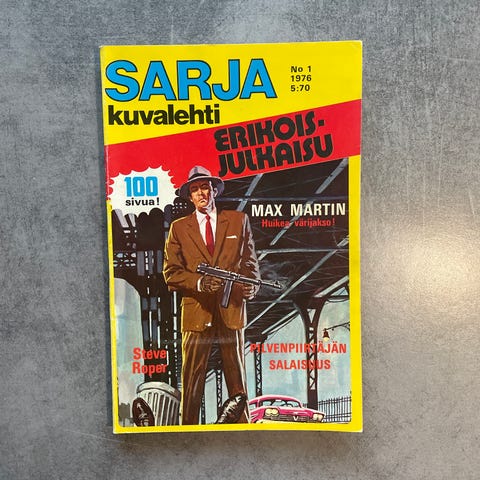 SARJA
kuvalehti
No 1
1976
5:70
ERIKOIS-
JULKAISU
100
sivua!
MAX MARTIN
Huikea värijakso!
Steve
Roper
PILVENPIIRTÄJÄN
SALAISUUS